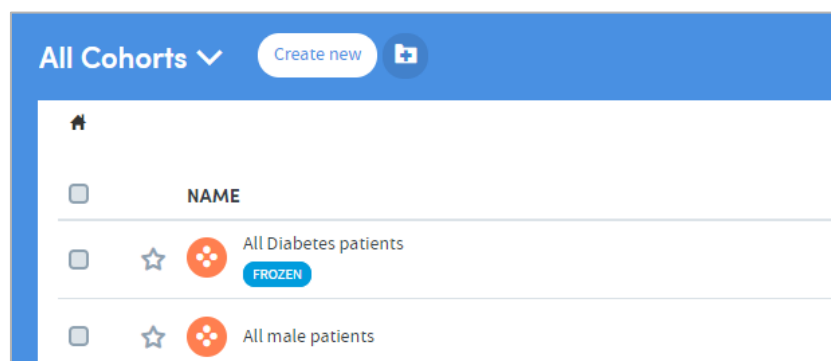 All Cohorts
Create new
NAME
All Diabetes patients
FROZEN
All male patients